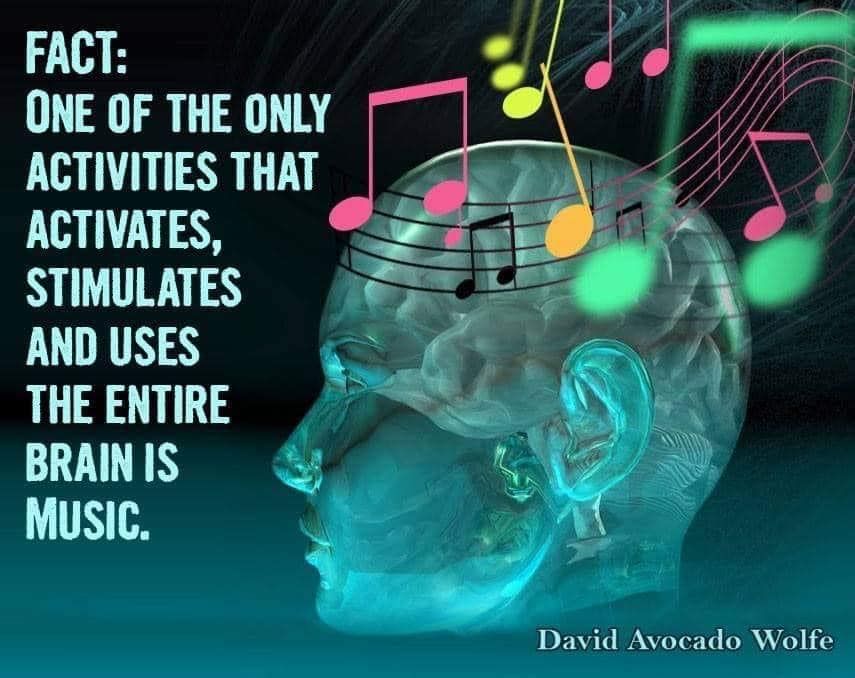 FACT:
ONE OF THE ONLY
ACTIVITIES THAT
ACTIVATES,
STIMULATES
AND USES
THE ENTIRE
BRAIN IS
MUSIC.
David Avocado Wolfe